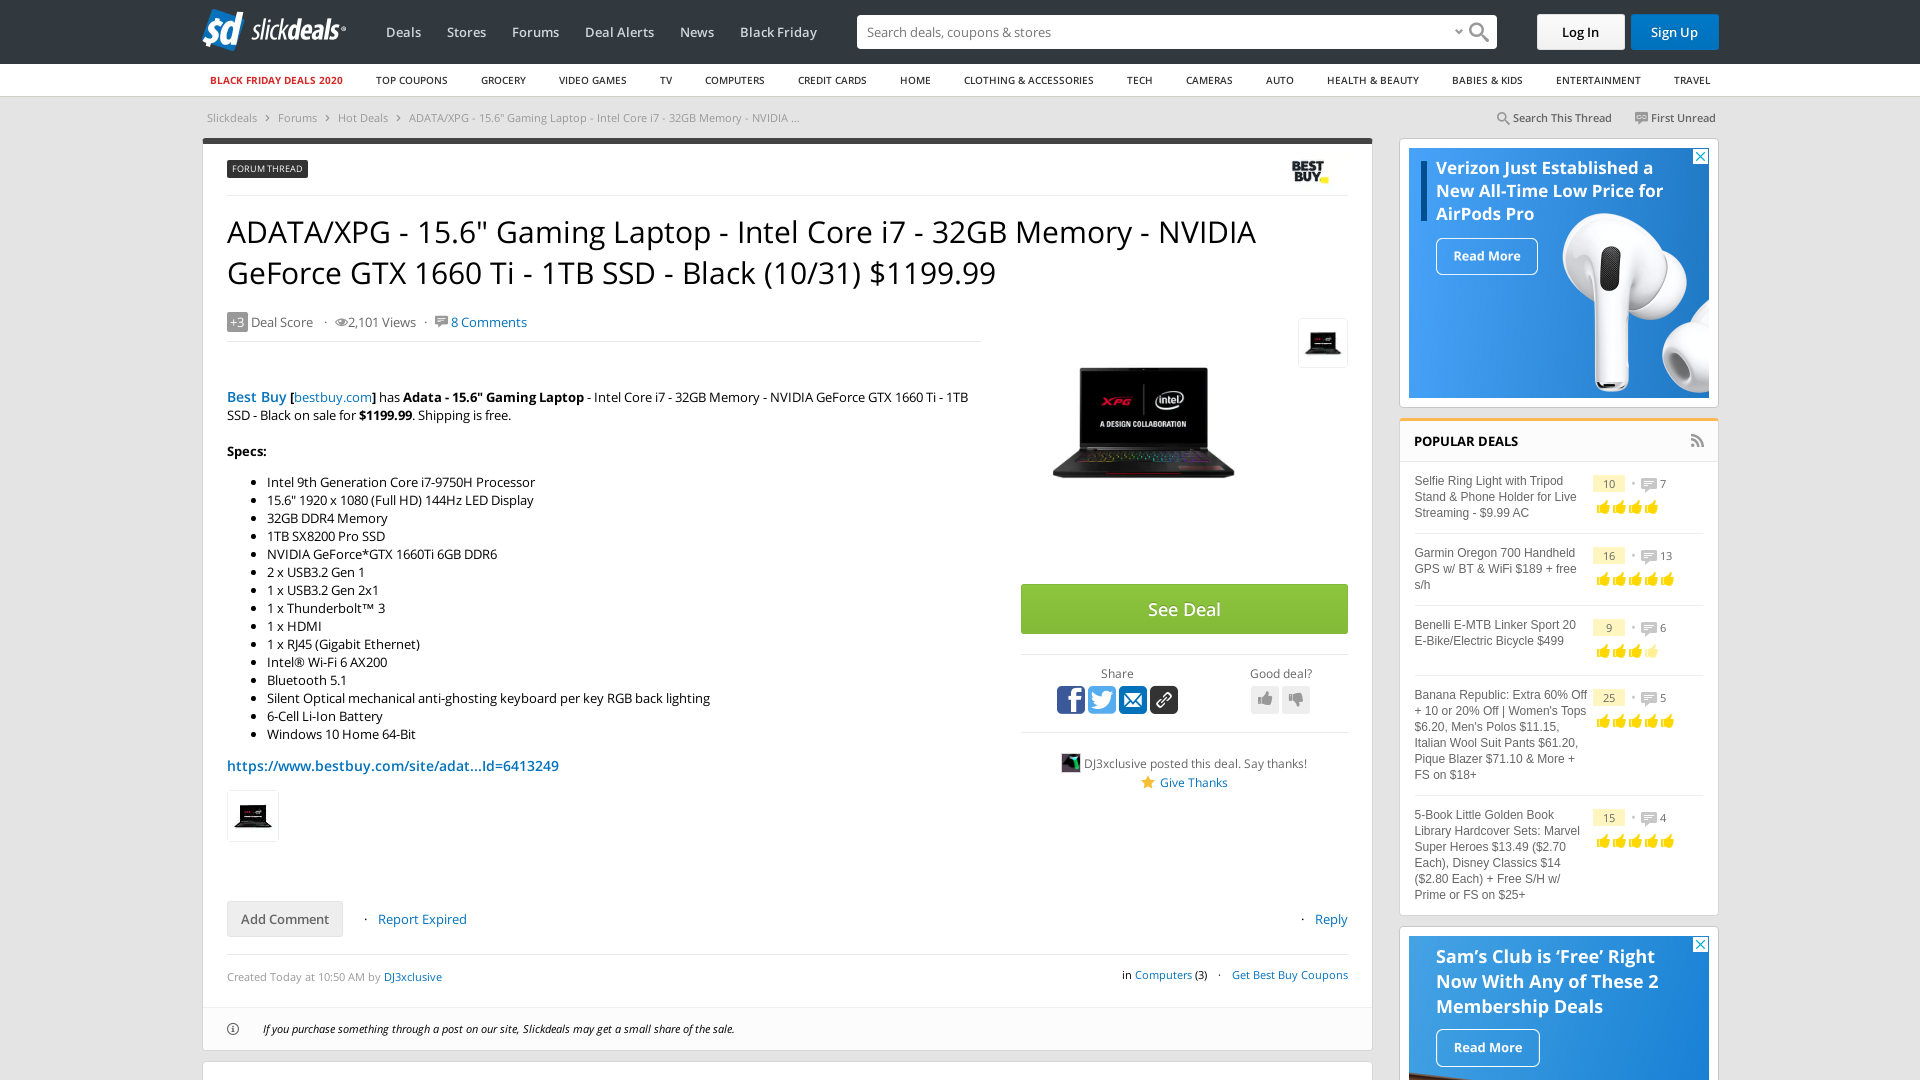 slickdeals
Deals
Stores
Forums
Deal Alerts
News
Black Friday
Search deals, coupons & stores
Log In
Sign Up
BLACK FRIDAY DEALS 2020
TOP COUPONS
GROCERY
VIDEO GAMES
TV
COMPUTERS
CREDIT CARDS
HOME
CLOTHING & ACCESSORIES
TECH
CAMERAS
AUTO
HEALTH & BEAUTY
BABIES & KIDS
ENTERTAINMENT
TRAVEL
Slickdeals › Forums › Hot Deals › ADATA/XPG - 15.6" Gaming Laptop - Intel Core i7 - 32GB Memory - NVIDIA ...
Search This Thread
First Unread
FORUM THREAD
BEST
BUY
ADATA/XPG - 15.6" Gaming Laptop - Intel Core i7 - 32GB Memory - NVIDIA
GeForce GTX 1660 Ti - 1TB SSD - Black (10/31) $1199.99
+3 Deal Score · 2,101 Views · 8 Comments
Best Buy [bestbuy.com] has Adata - 15.6" Gaming Laptop - Intel Core i7 - 32GB Memory - NVIDIA GeForce GTX 1660 Ti - 1TB
SSD - Black on sale for $1199.99. Shipping is free.
Specs:
• Intel 9th Generation Core i7-9750H Processor
• 15.6" 1920 x 1080 (Full HD) 144Hz LED Display
• 32GB DDR4 Memory
• 1TB SX8200 Pro SSD
• NVIDIA GeForce*GTX 1660Ti 6GB DDR6
• 2 x USB3.2 Gen 1
• 1 x USB3.2 Gen 2x1
• 1 x Thunderbolt™ 3
• 1 x HDMI
• 1 x RJ45 (Gigabit Ethernet)
• Intel® Wi-Fi 6 AX200
• Bluetooth 5.1
• Silent Optical mechanical anti-ghosting keyboard per key RGB back lighting
• 6-Cell Li-Ion Battery
• Windows 10 Home 64-Bit
https://www.bestbuy.com/site/adat...Id=6413249
XPG intel
A DESIGN COLLABORATION
See Deal
Share
Good deal?
DJ3xclusive posted this deal. Say thanks!
Give Thanks
Add Comment · Report Expired
· Reply
Created Today at 10:50 AM by DJ3xclusive
in Computers (3) · Get Best Buy Coupons
If you purchase something through a post on our site, Slickdeals may get a small share of the sale.
Verizon Just Established a
New All-Time Low Price for
AirPods Pro
Read More
POPULAR DEALS
Selfie Ring Light with Tripod
Stand & Phone Holder for Live
Streaming - $9.99 AC
10 • 7
Garmin Oregon 700 Handheld
GPS w/ BT & WiFi $189 + free
s/h
16 • 13
Benelli E-MTB Linker Sport 20
E-Bike/Electric Bicycle $499
9 • 6
Banana Republic: Extra 60% Off
+ 10 or 20% Off | Women's Tops
$6.20, Men's Polos $11.15,
Italian Wool Suit Pants $61.20,
Pique Blazer $71.10 & More +
FS on $18+
25 • 5
5-Book Little Golden Book
Library Hardcover Sets: Marvel
Super Heroes $13.49 ($2.70
Each), Disney Classics $14
($2.80 Each) + Free S/H w/
Prime or FS on $25+
15 • 4
Sam's Club is 'Free' Right
Now With Any of These 2
Membership Deals
Read More